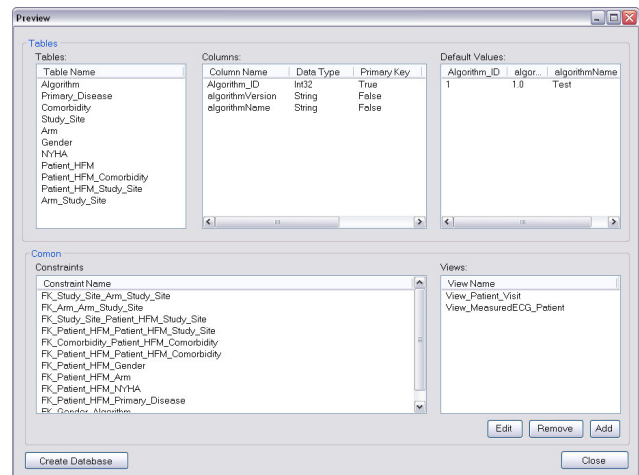 Preview
Tables
Tables:
Table Name
Algorithm
Primary_Disease
Comorbidity
Study_Site
Arm
Gender
NYHA
Patient_HFM
Patient_HFM_Comorbidity
Patient_HFM_Study_Site
Arm_Study_Site
Columns:
Column Name Data Type Primary Key
Algorithm_ID Int32 True
algorithmVersion String False
algorithmName String False
Default Values:
Algorithm_ID algor... algorithmName
1 1.0 Test
Comon
Constraints
Constraint Name
FK_Study_Site_Arm_Study_Site
FK_Arm_Arm_Study_Site
FK_Study_Site_Patient_HFM_Study_Site
FK_Patient_HFM_Patient_HFM_Study_Site
FK_Comorbidity_Patient_HFM_Comorbidity
FK_Patient_HFM_Patient_HFM_Comorbidity
FK_Patient_HFM_Gender
FK_Patient_HFM_Arm
FK_Patient_HFM_NYHA
FK_Patient_HFM_Primary_Disease
FK_Gender_Algorithm
Views:
View Name
View_Patient_Visit
View_MeasuredECG_Patient
Edit Remove Add
Create Database Close